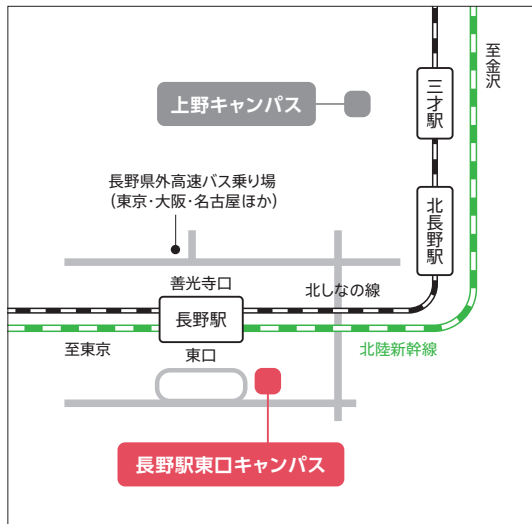 至金沢
三才駅
上野キャンパス
長野県外高速バス乗り場
(東京・大阪・名古屋ほか)
北長野駅
善光寺口
北しなの線
長野駅
至東京
東口
北陸新幹線
長野駅東口キャンパス